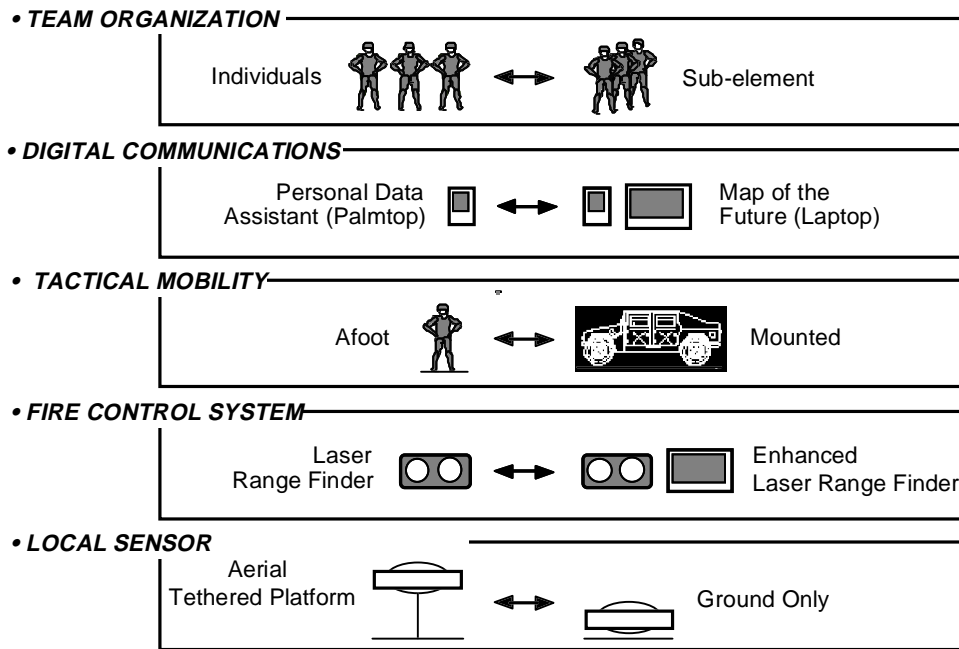 • TEAM ORGANIZATION
Individuals
Sub-element
• DIGITAL COMMUNICATIONS
Personal Data
Assistant (Palmtop)
Map of the
Future (Laptop)
• TACTICAL MOBILITY
Afoot
Mounted
• FIRE CONTROL SYSTEM
Laser
Range Finder
Enhanced
Laser Range Finder
• LOCAL SENSOR
Aerial
Tethered Platform
Ground Only